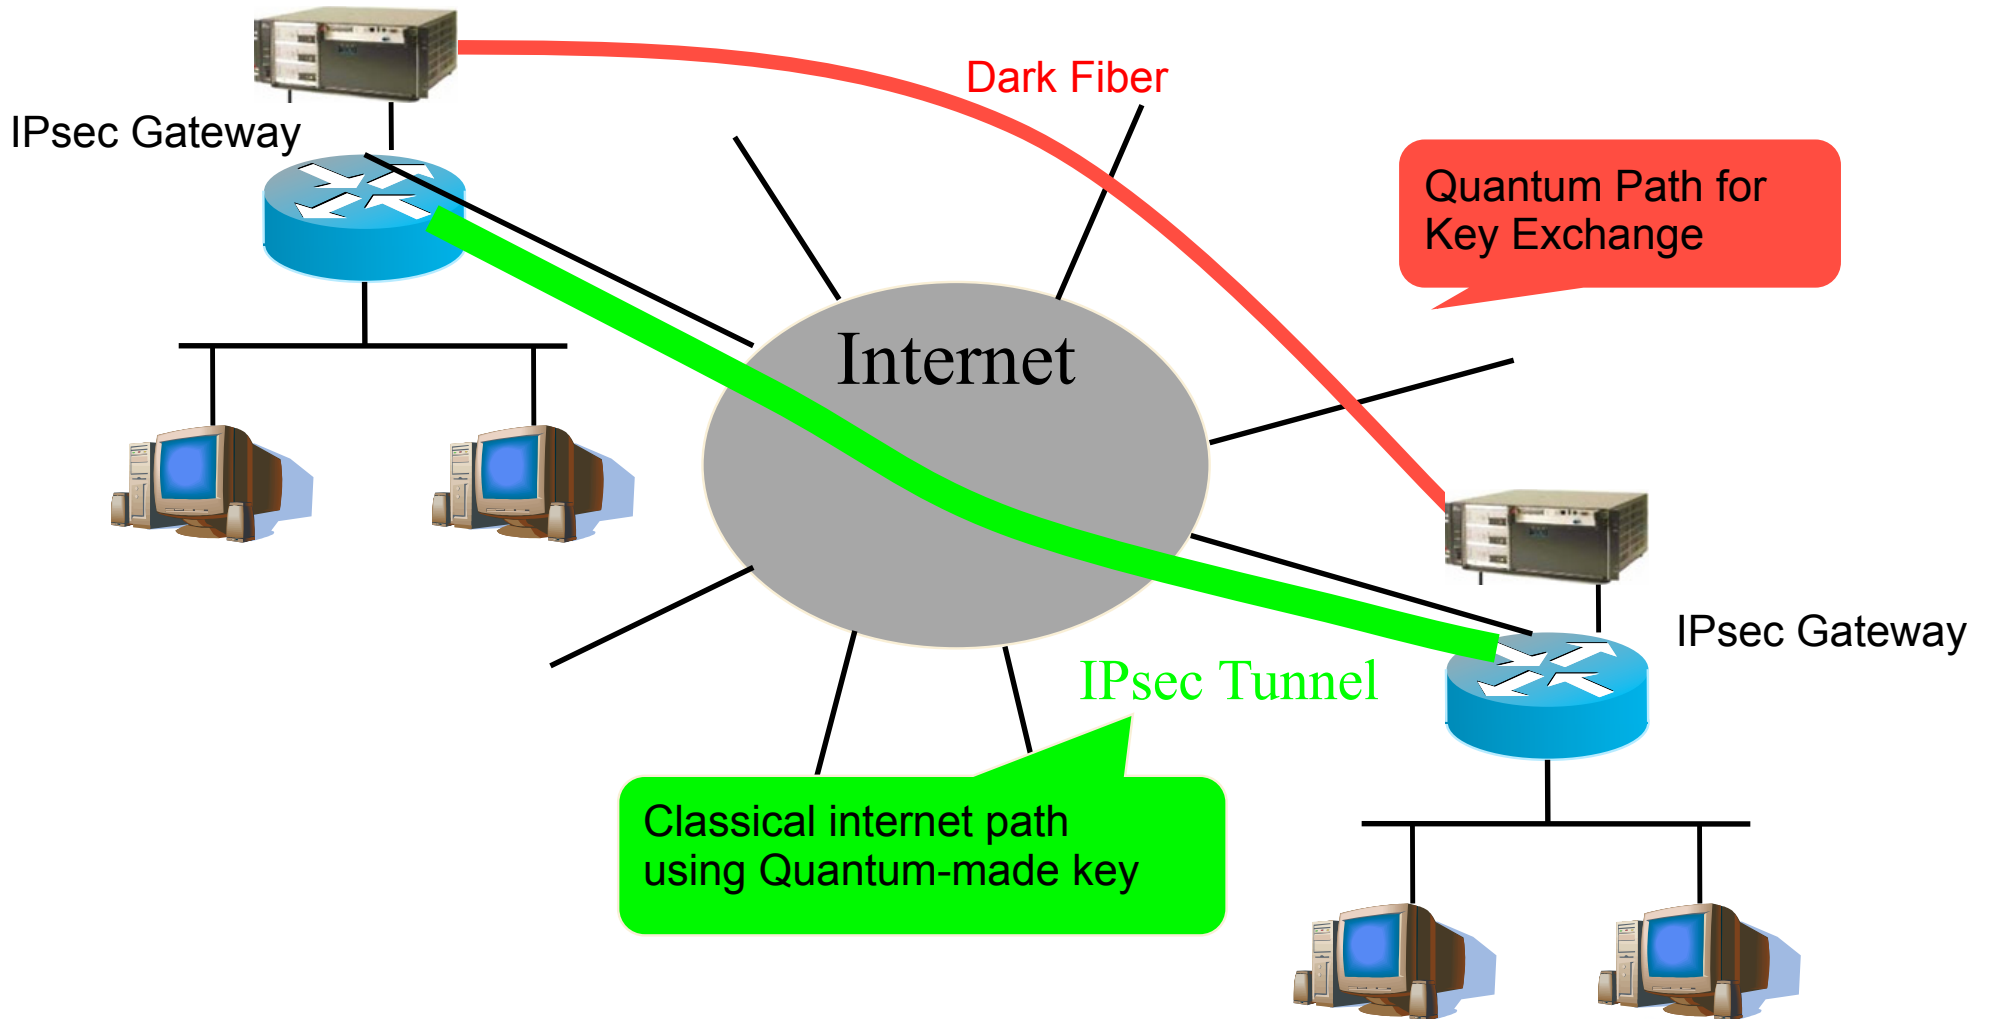 Dark Fiber
IPsec Gateway
Quantum Path for
Key Exchange
Internet
IPsec Gateway
IPsec Tunnel
Classical internet path
using Quantum-made key